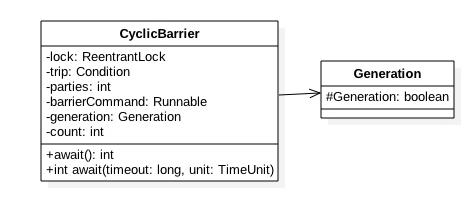 CyclicBarrier
-lock: ReentrantLock
-trip: Condition
-parties: int
-barrierCommand: Runnable
-generation: Generation
-count: int
+await(): int
+int await(timeout: long, unit: TimeUnit)
Generation
#Generation: boolean